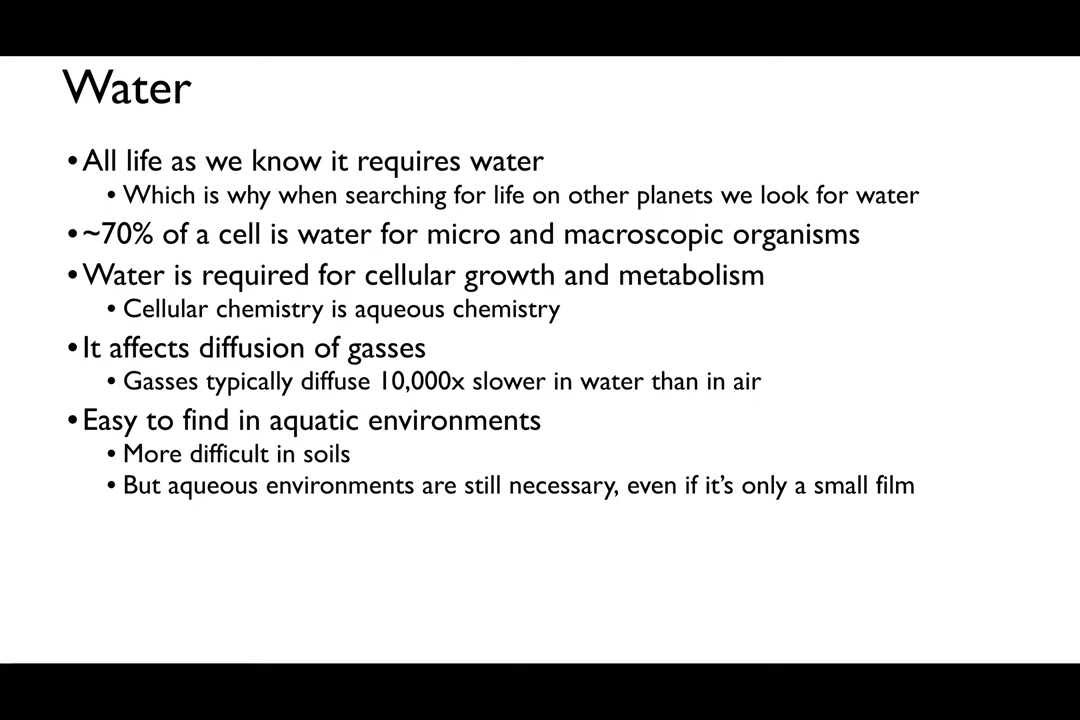 Water
•All life as we know it requires water
• Which is why when searching for life on other planets we look for water
•~70% of a cell is water for micro and macroscopic organisms
•Water is required for cellular growth and metabolism
• Cellular chemistry is aqueous chemistry
•It affects diffusion of gasses
• Gasses typically diffuse 10,000x slower in water than in air
•Easy to find in aquatic environments
• More difficult in soils
• But aqueous environments are still necessary, even if it’s only a small film